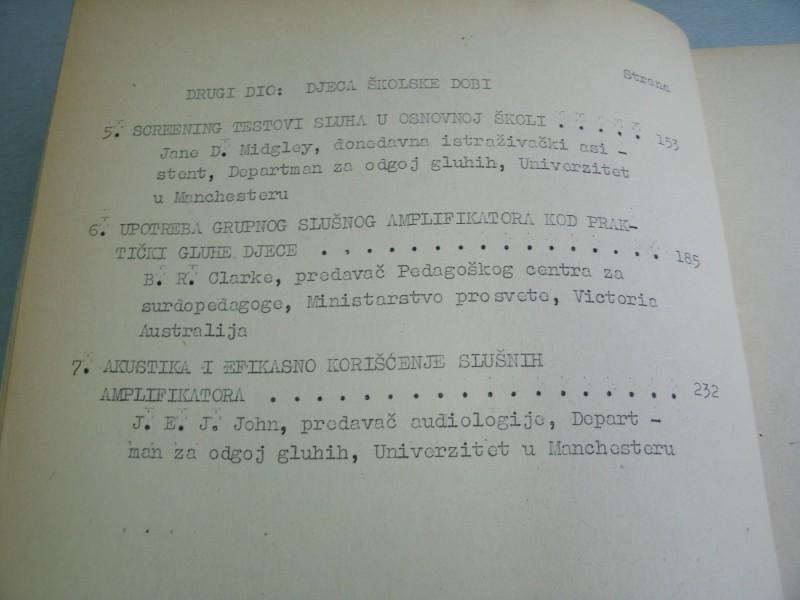 Strana
DRUGI DIO: DJECA ŠKOLSKE DOBI
5. SCREENING TESTOVI SLUHA U OSNOVNOJ ŠKOLI . . . . . 153
Jane D. Midgley, donedavna istraživački asi -
stent, Departman za odgoj gluhih, Univerzitet
u Manchesteru
6. UPOTREBA GRUPNOG SLUŠNOG AMPLIFIKATORA KOD PRAK-
TIČKI GLUHE DJECE . . . . . . . . . . . . . . . . 185
B. R. Clarke, predavač Pedagoškog centra za
surdopedagoge, Ministarstvo prosvete, Victoria
Australija
7. AKUSTIKA I EFIKASNO KORIŠĆENJE SLUŠNIH
AMPLIFIKATORA . . . . . . . . . . . . . . . . . . . 232
J. E. J. John, predavač audiologije, Depart -
man za odgoj gluhih, Univerzitet u Manchesteru